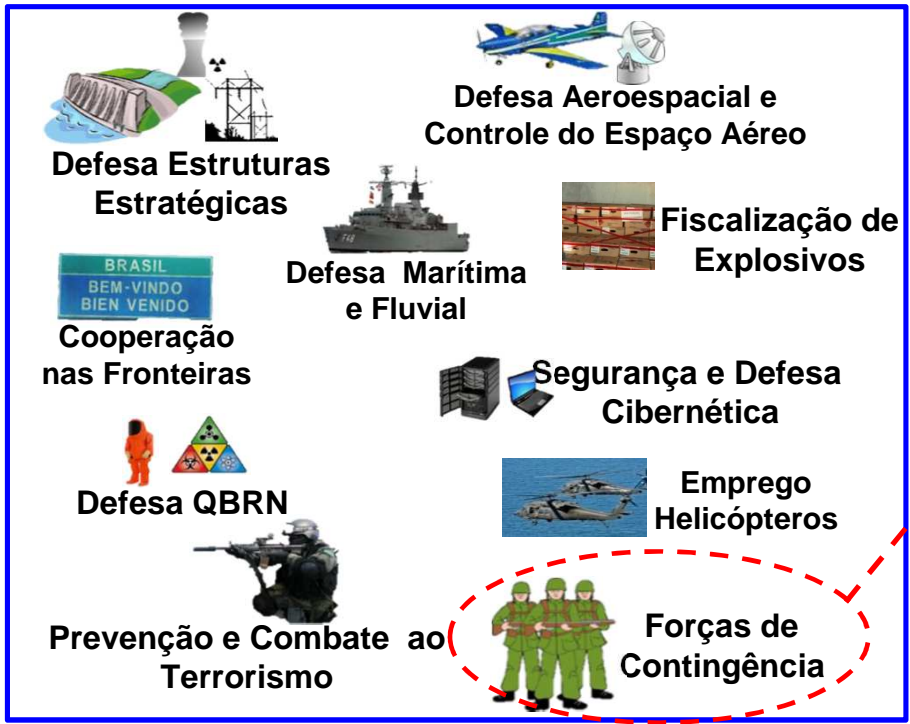 Defesa Aeroespacial e
Controle do Espaço Aéreo
Defesa Estruturas
Estratégicas
F48
Fiscalização de
Explosivos
Defesa Marítima
e Fluvial
BRASIL
BEM-VINDO
BIEN VENIDO
Cooperação
nas Fronteiras
Segurança e Defesa
Cibernética
Defesa QBRN
Emprego
Helicópteros
Prevenção e Combate ao
Terrorismo
Forças de
Contingência